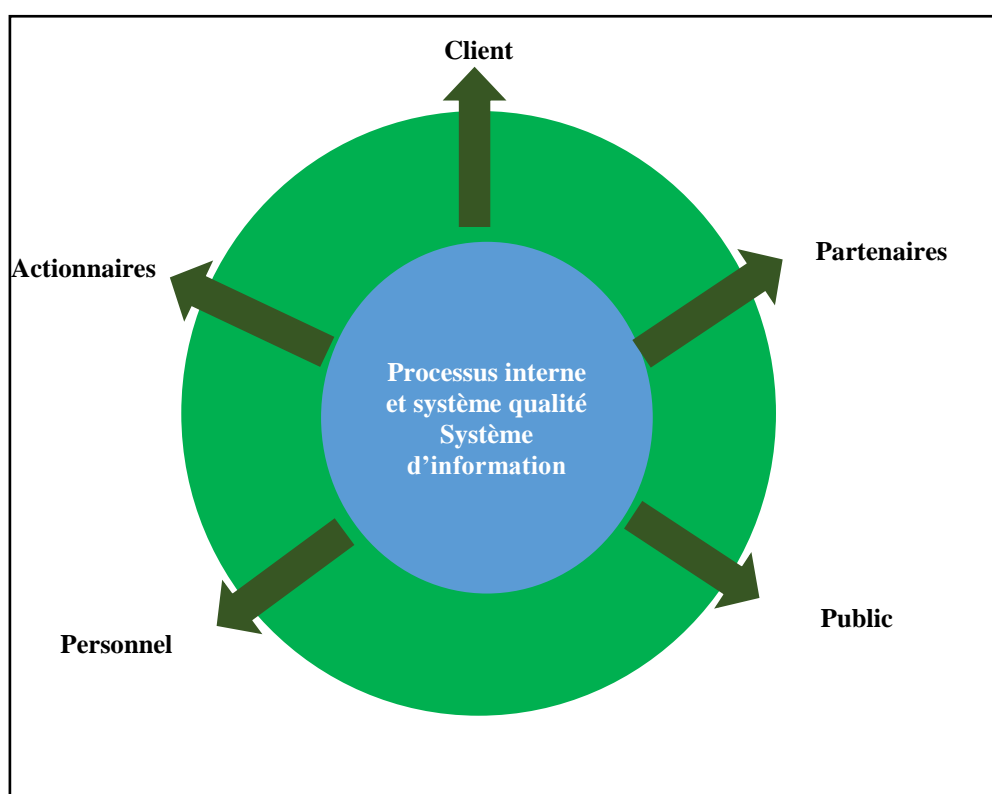 Client
Partenaires
Actionnaires
Processus interne
et système qualité
Système
d’information
Public
Personnel